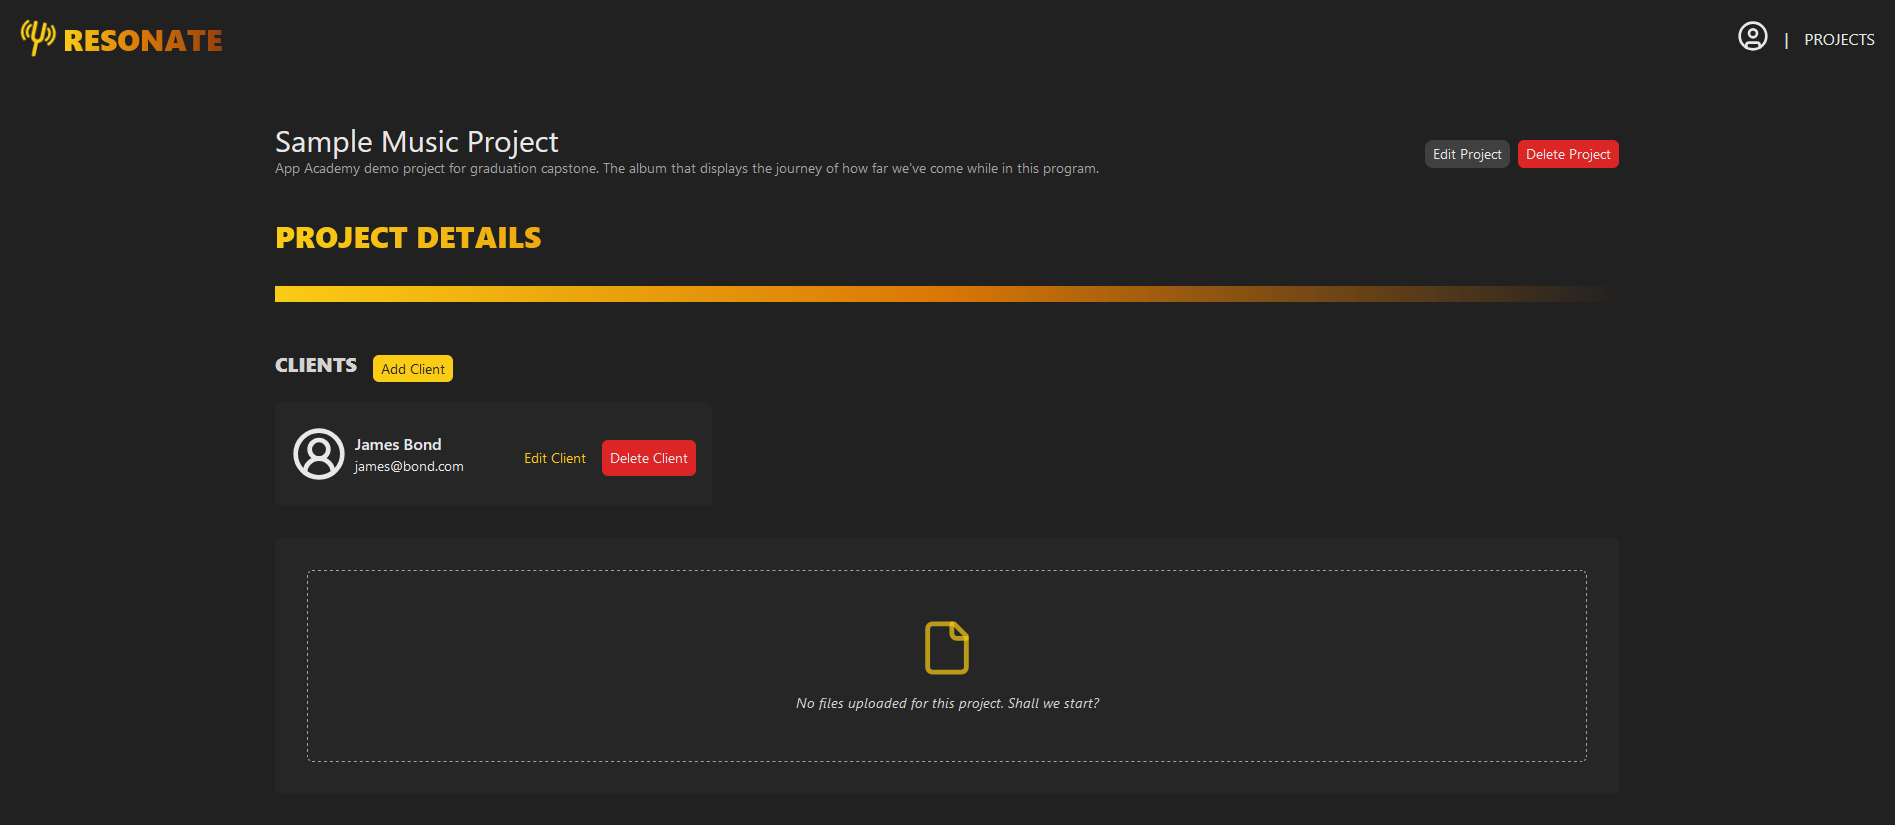 RESONATE
| PROJECTS
Sample Music Project
App Academy demo project for graduation capstone. The album that displays the journey of how far we've come while in this program.
Edit Project
Delete Project
PROJECT DETAILS
CLIENTS
Add Client
James Bond
james@bond.com
Edit Client
Delete Client
No files uploaded for this project. Shall we start?